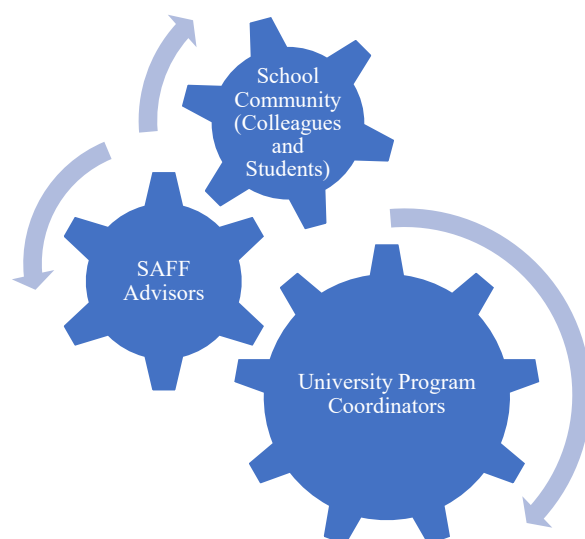 School
Community
(Colleagues
and
Students)
SAFF
Advisors
University Program
Coordinators